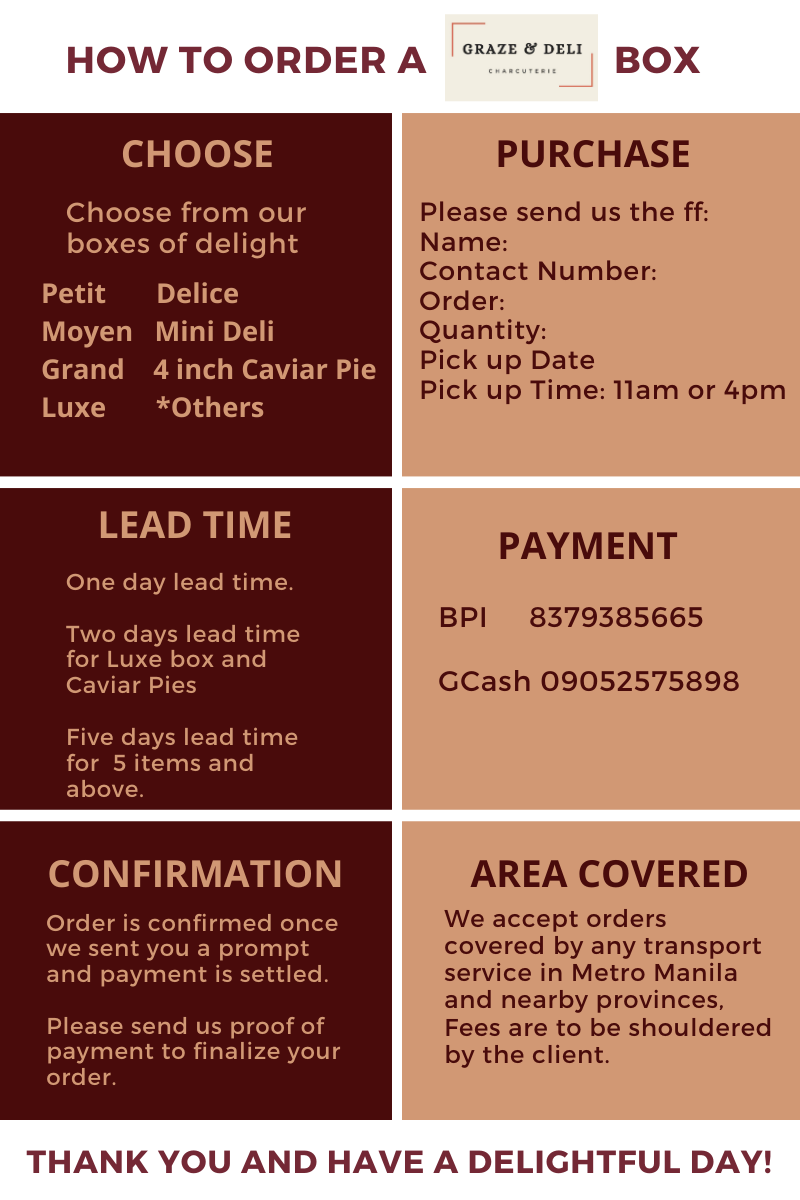 HOW TO ORDER A GRAZE & DELI BOX
CHARCUTERIE
CHOOSE
Choose from our
boxes of delight
Petit Delice
Moyen Mini Deli
Grand 4 inch Caviar Pie
Luxe *Others
PURCHASE
Please send us the ff:
Name:
Contact Number:
Order:
Quantity:
Pick up Date
Pick up Time: 11am or 4pm
LEAD TIME
One day lead time.
Two days lead time
for Luxe box and
Caviar Pies
Five days lead time
for 5 items and
above.
PAYMENT
BPI 8379385665
GCash 09052575898
CONFIRMATION
Order is confirmed once
we sent you a prompt
and payment is settled.
Please send us proof of
payment to finalize your
order.
AREA COVERED
We accept orders
covered by any transport
service in Metro Manila
and nearby provinces,
Fees are to be shouldered
by the client.
THANK YOU AND HAVE A DELIGHTFUL DAY!